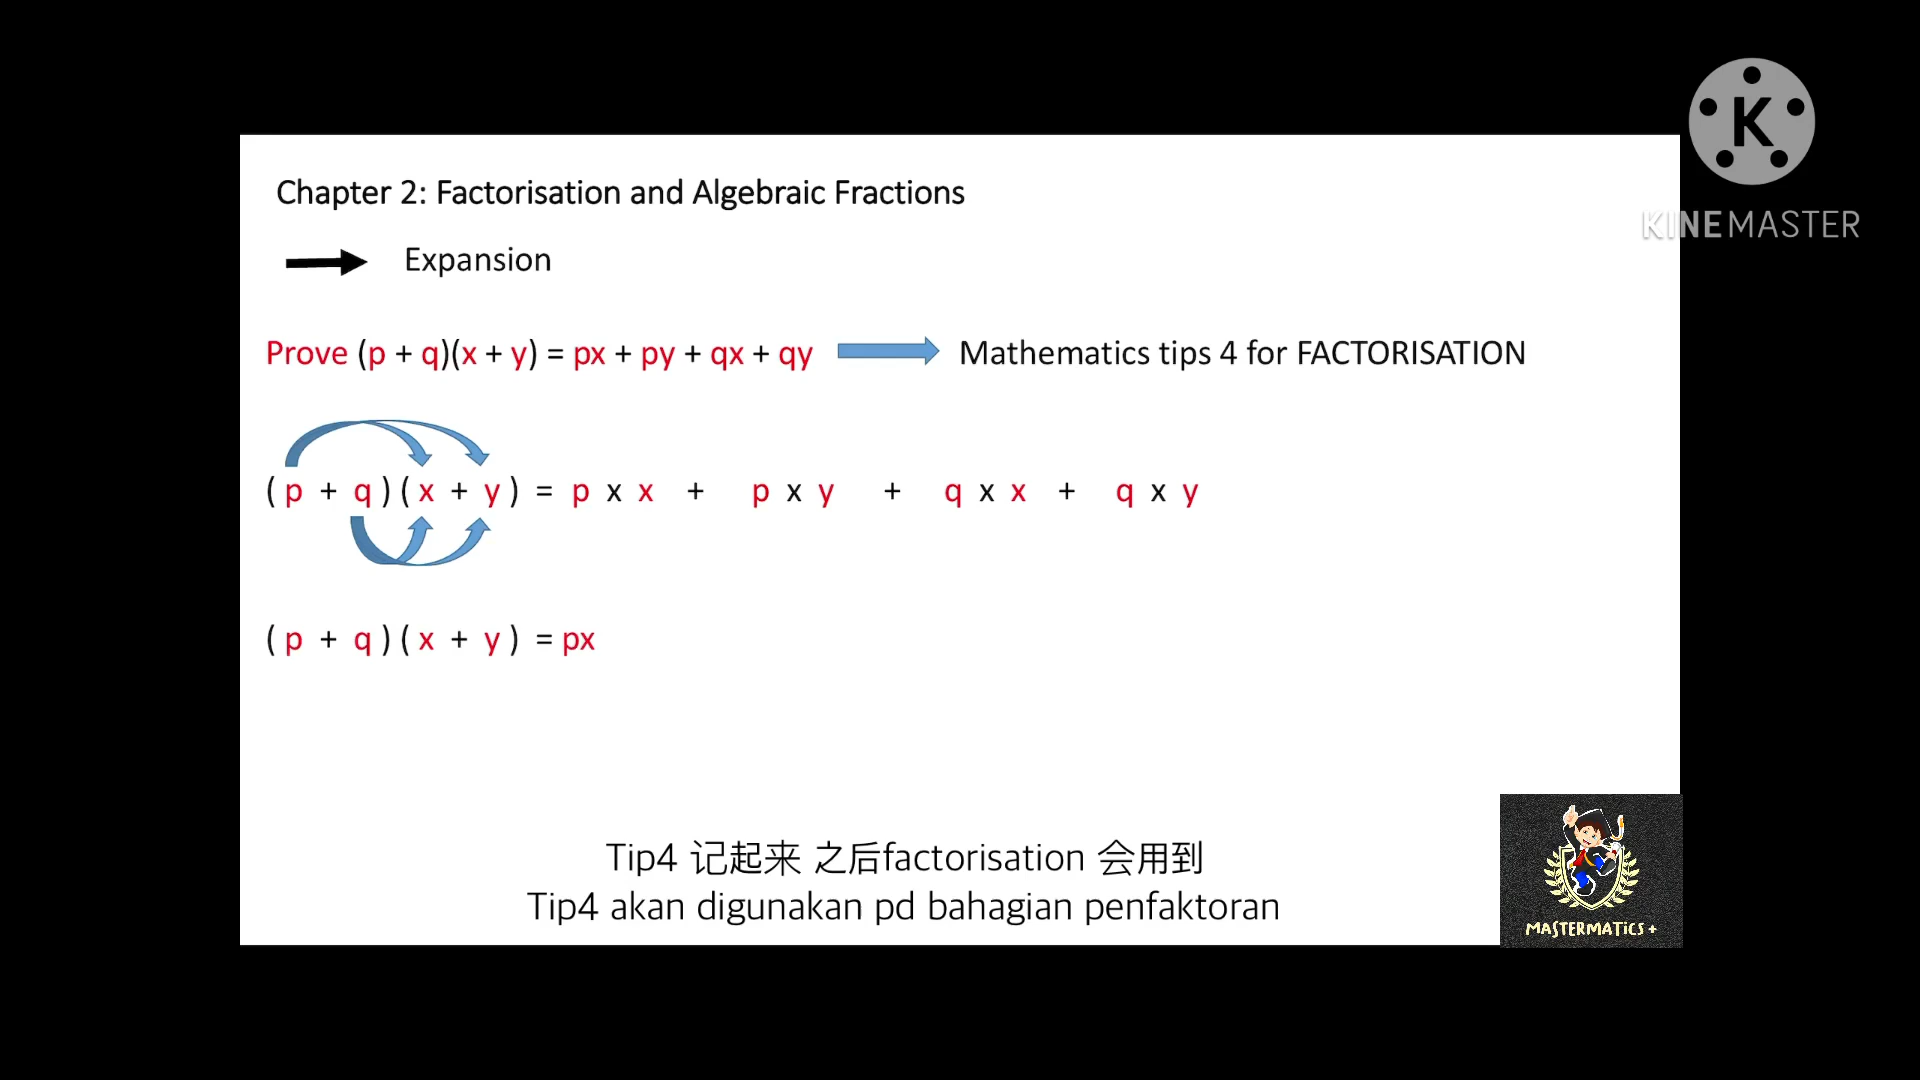 K
KINEMASTER
Chapter 2: Factorisation and Algebraic Fractions
Expansion
Prove (p + q)(x + y) = px + py + qx + qy
Mathematics tips 4 for FACTORISATION
( p + q ) ( x + y ) = p x x + p x y + q x x + q x y
( p + q ) ( x + y ) = px
Tip4 记起来 之后factorisation 会用到
Tip4 akan digunakan pd bahagian penfaktoran
MASTERMATiCS +